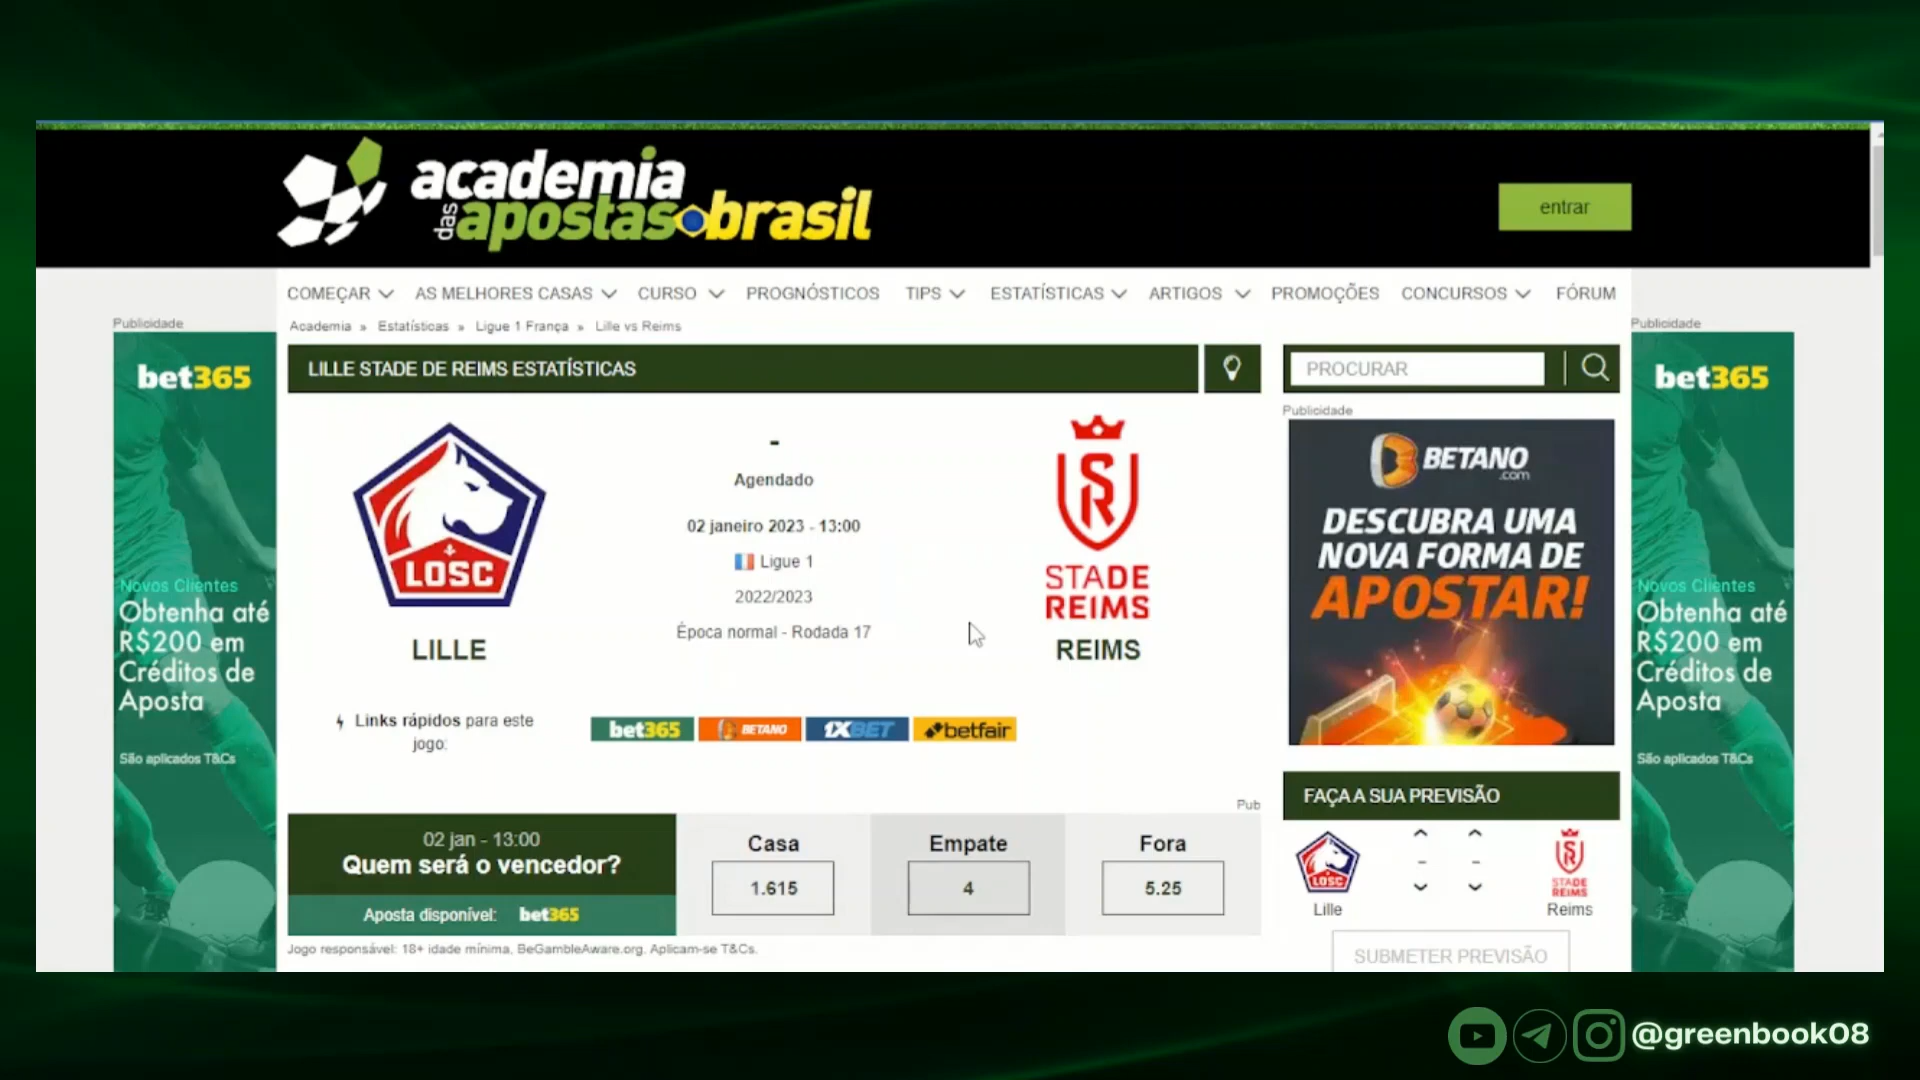 academia
das apostas brasil
entrar
COMEÇAR AS MELHORES CASAS CURSO PROGNÓSTICOS TIPS ESTATÍSTICAS ARTIGOS PROMOÇÕES CONCURSOS FÓRUM
Academia » Estatísticas » Ligue 1 França » Lille vs Reims
Publicidade
bet365
Novos Clientes
Obtenha até
R$200 em
Créditos de
Aposta
São aplicados T&Cs
LILLE STADE DE REIMS ESTATÍSTICAS
LOSC
LILLE
-
Agendado
02 janeiro 2023 - 13:00
Ligue 1
2022/2023
Época normal - Rodada 17
STADE
REIMS
REIMS
Links rápidos para este
jogo:
bet365 BETANO 1XBET betfair
Pub
02 jan - 13:00
Quem será o vencedor?
Aposta disponível: bet365
Casa
1.615
Empate
4
Fora
5.25
Jogo responsável: 18+ idade mínima, BeGambleAware.org. Aplicam-se T&Cs.
PROCURAR
Publicidade
BETANO
.com
DESCUBRA UMA
NOVA FORMA DE
APOSTAR!
FAÇA A SUA PREVISÃO
LOSC
Lille
- -
STADE
REIMS
Reims
SUBMETER PREVISÃO
Publicidade
bet365
Novos Clientes
Obtenha até
R$200 em
Créditos de
Aposta
São aplicados T&Cs
@greenbook08